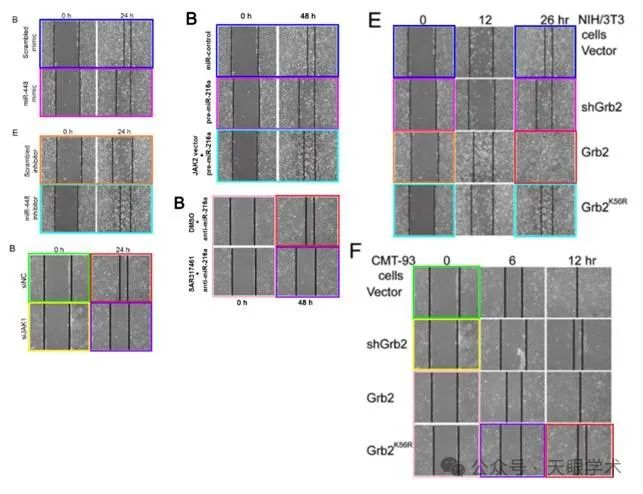 B
0 h 24 h
Scrambled mimic
miR-448 mimic
E
0 h 24 h
Scrambled inhibitor
miR-448 inhibitor
B
0 h 24 h
siNC
siJAK1
B
0 h 48 h
miR-control
pre-miR-216a
JAK2 vector + pre-miR-216a
B
DMSO + anti-miR-216a
SAR317461 + anti-miR-216a
0 h 48 h
E
0 12 26 hr NIH/3T3 cells
Vector
shGrb2
Grb2
Grb2K56R
F
CMT-93 cells 0 6 12 hr
Vector
shGrb2
Grb2
Grb2K56R
公众号 · 天眼学术